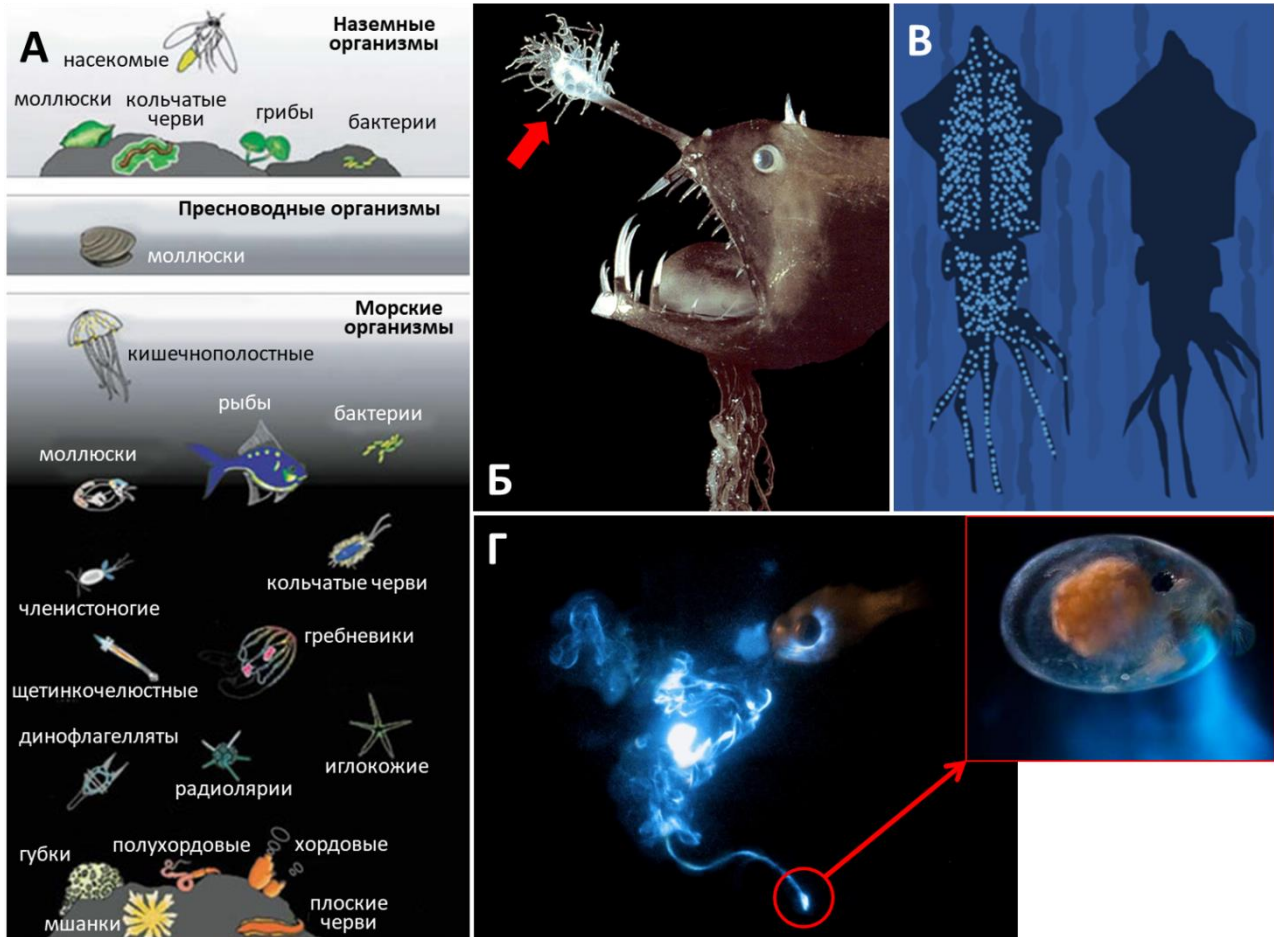 А
Наземные
организмы
насекомые
моллюски
кольчатые
черви
грибы
бактерии
Пресноводные организмы
моллюски
Морские
организмы
кишечнополостные
рыбы
бактерии
моллюски
членистоногие
кольчатые черви
гребневики
щетинкочелюстные
динофлагелляты
радиолярии
иглокожие
губки
полухордовые
хордовые
мшанки
плоские
черви
Б
В
Г